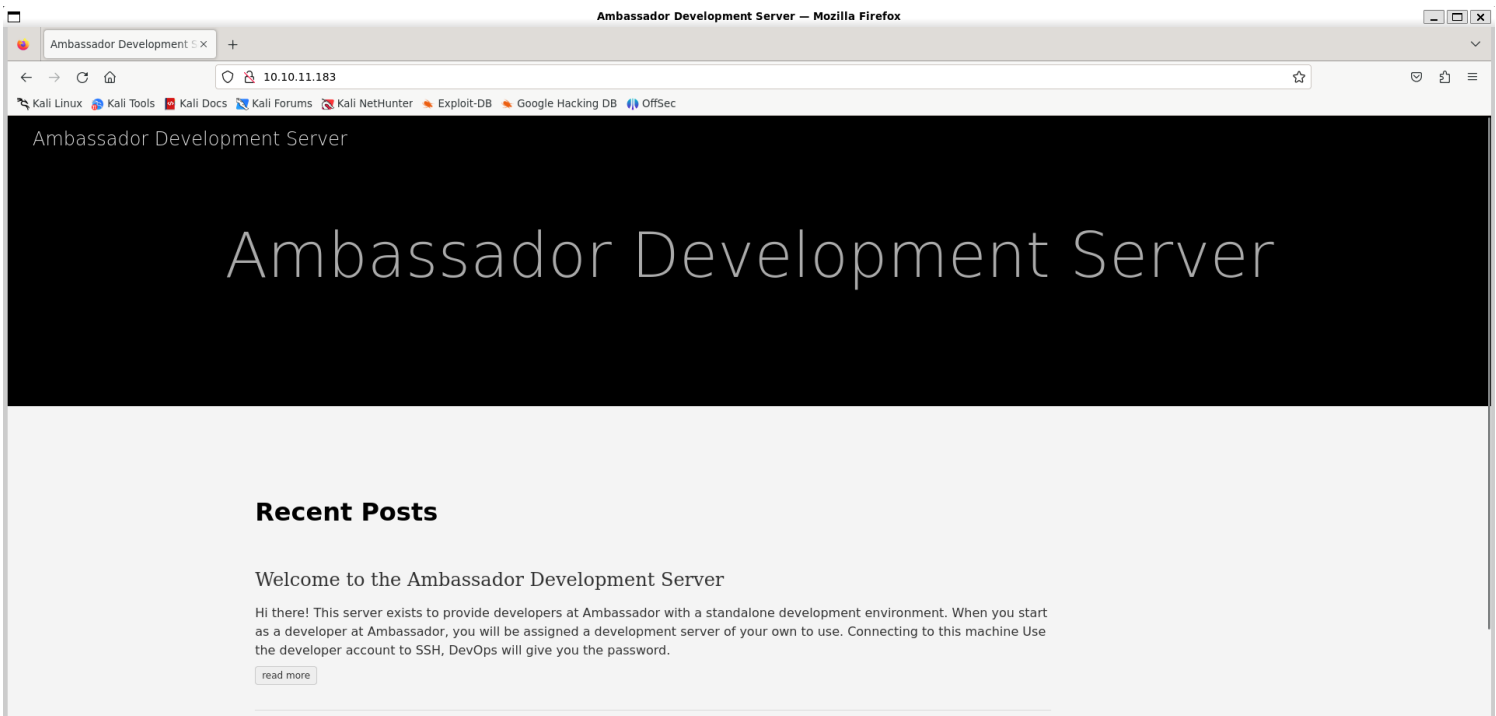 Ambassador Development Server — Mozilla Firefox
Ambassador Development S
10.10.11.183
Kali Linux Kali Tools Kali Docs Kali Forums Kali NetHunter Exploit-DB Google Hacking DB OffSec
Ambassador Development Server
Ambassador Development Server
Recent Posts
Welcome to the Ambassador Development Server
Hi there! This server exists to provide developers at Ambassador with a standalone development environment. When you start
as a developer at Ambassador, you will be assigned a development server of your own to use. Connecting to this machine Use
the developer account to SSH, DevOps will give you the password.
read more